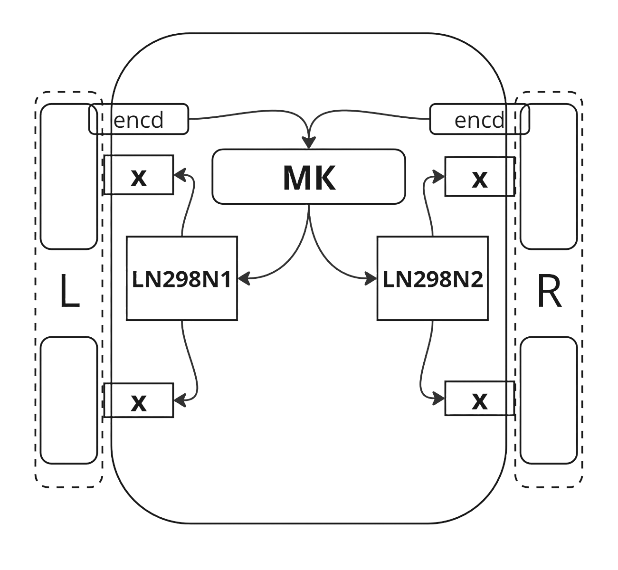 encd
encd
MK
x
x
LN298N1
LN298N2
L
R
x
x